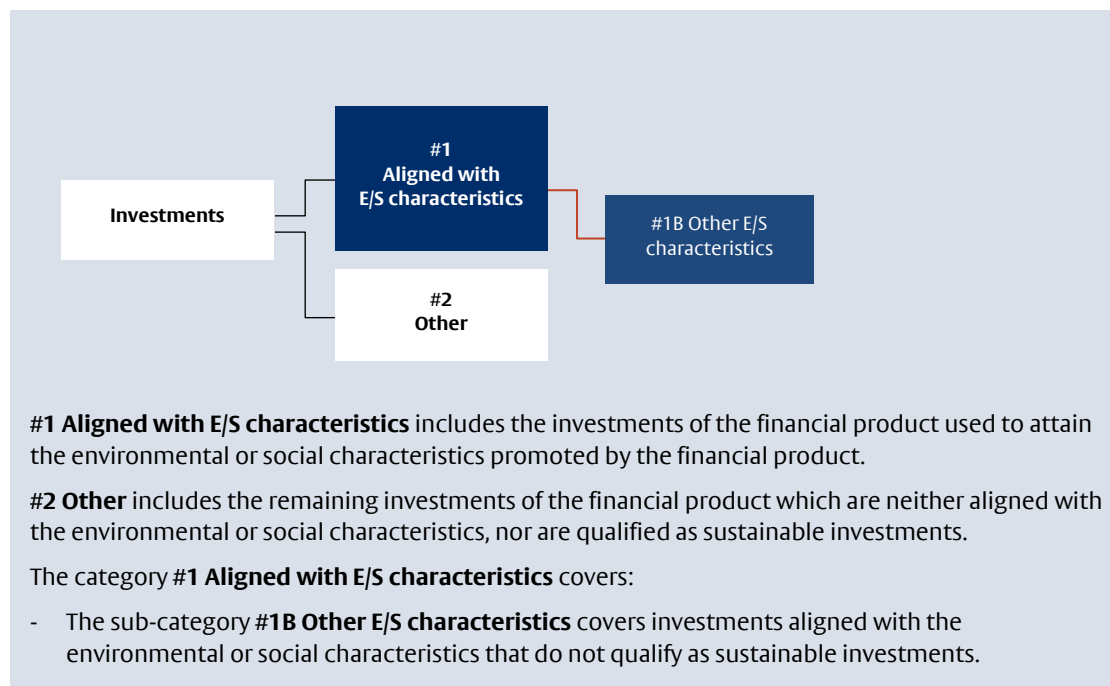 #1
Aligned with
E/S characteristics
Investments
#1B Other E/S
characteristics
#2
Other
#1 Aligned with E/S characteristics includes the investments of the financial product used to attain
the environmental or social characteristics promoted by the financial product.
#2 Other includes the remaining investments of the financial product which are neither aligned with
the environmental or social characteristics, nor are qualified as sustainable investments.
The category #1 Aligned with E/S characteristics covers:
- The sub-category #1B Other E/S characteristics covers investments aligned with the
environmental or social characteristics that do not qualify as sustainable investments.